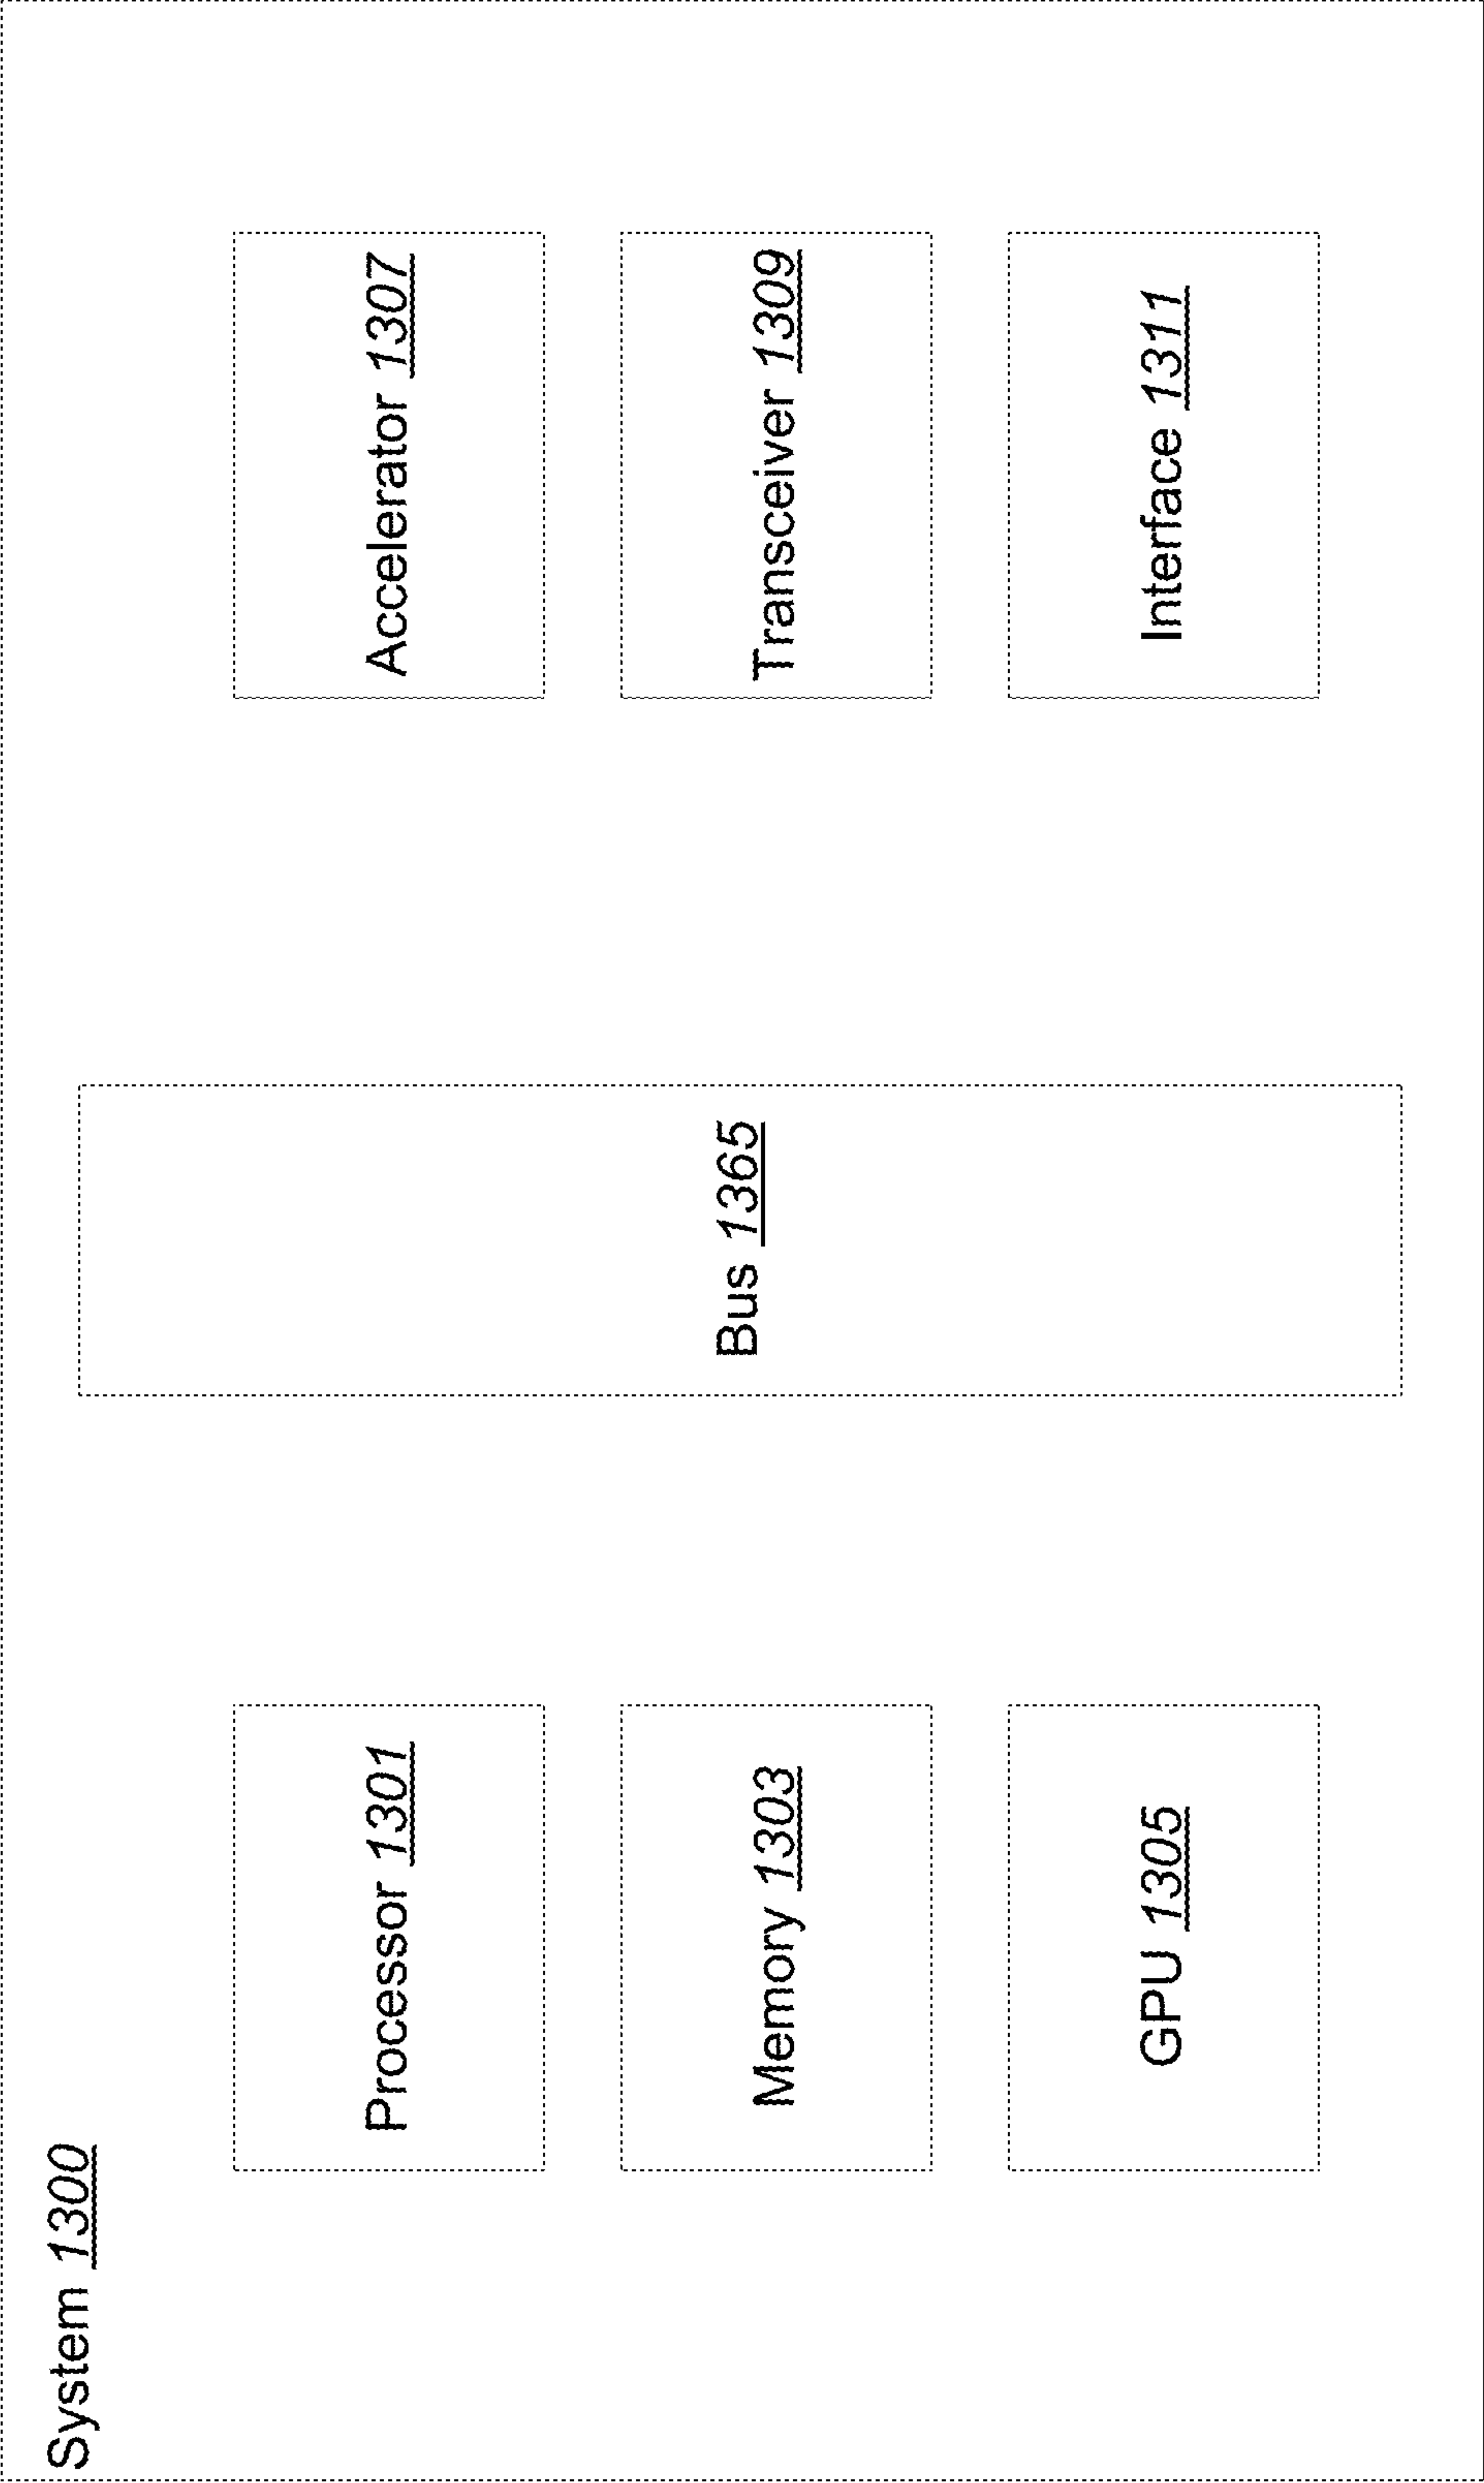 System 1300
Processor 1301
Memory 1303
GPU 1305
Bus 1365
Accelerator 1307
Transceiver 1309
Interface 1311